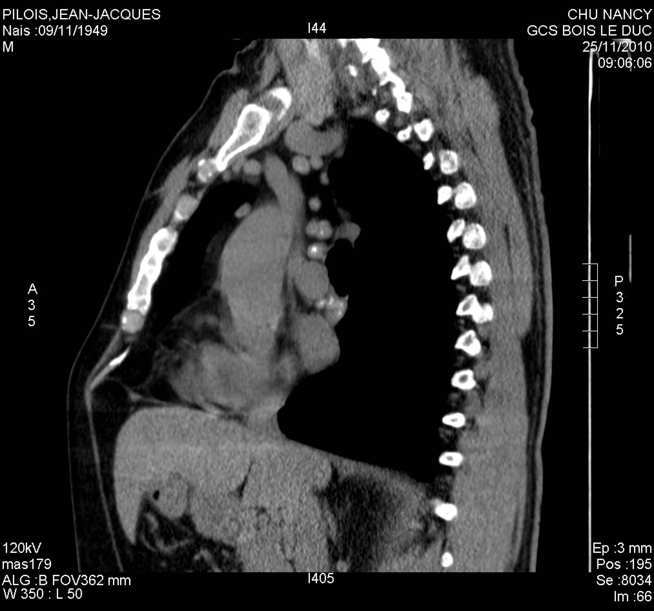 PILOIS,JEAN-JACQUES
Nais :09/11/1949
M
I44
CHU NANCY
GCS BOIS LE DUC
25/11/2010
09:06:06
A
3
5
P
3
2
5
120kV
mas179
ALG :B FOV362 mm
W 350 : L 50
I405
Ep :3 mm
Pos :195
Se :8034
Im :66